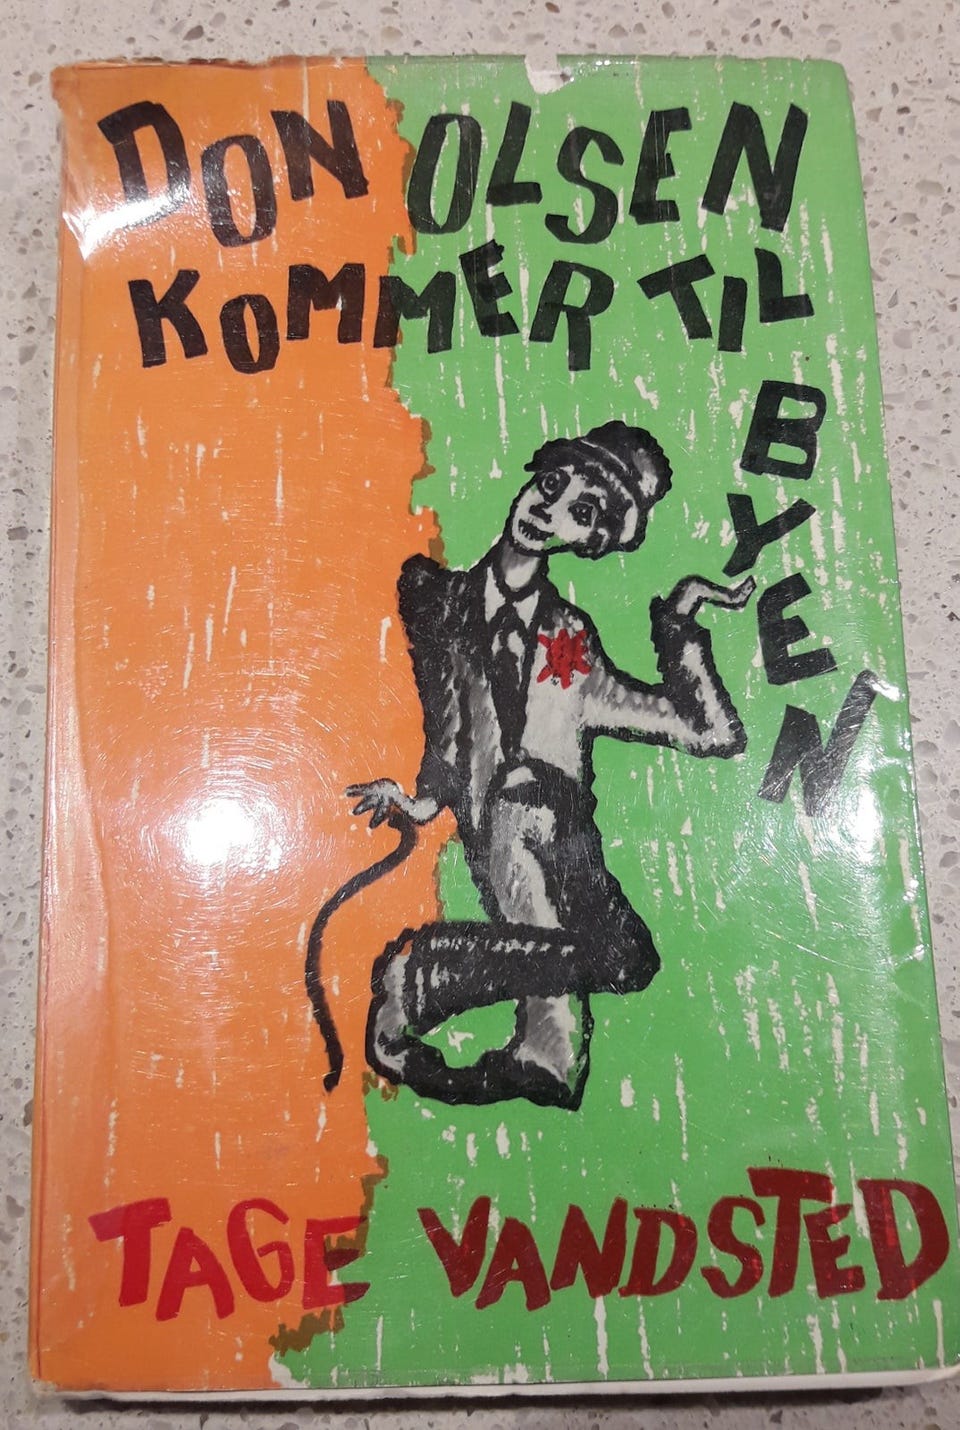 DON OLSEN
KOMMER TIL
BYEN
TAGE VANDSTED